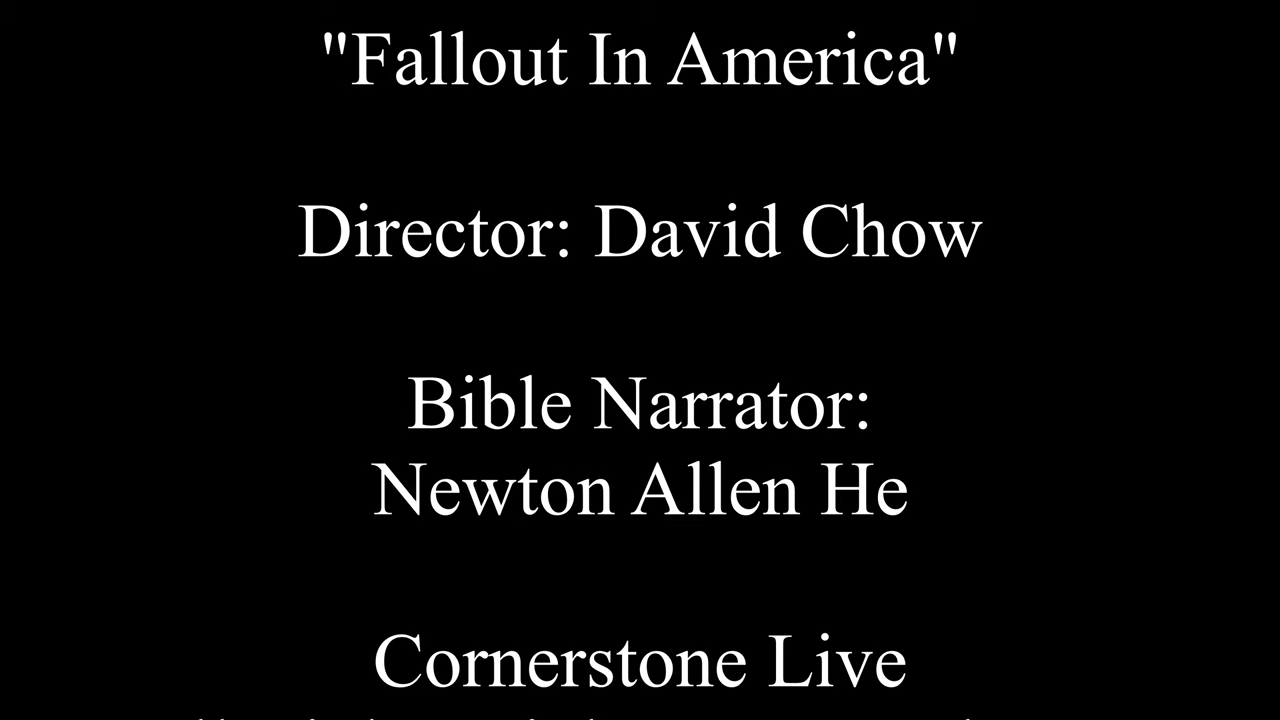 "Fallout In America"
Director: David Chow
Bible Narrator:
Newton Allen He
Cornerstone Live